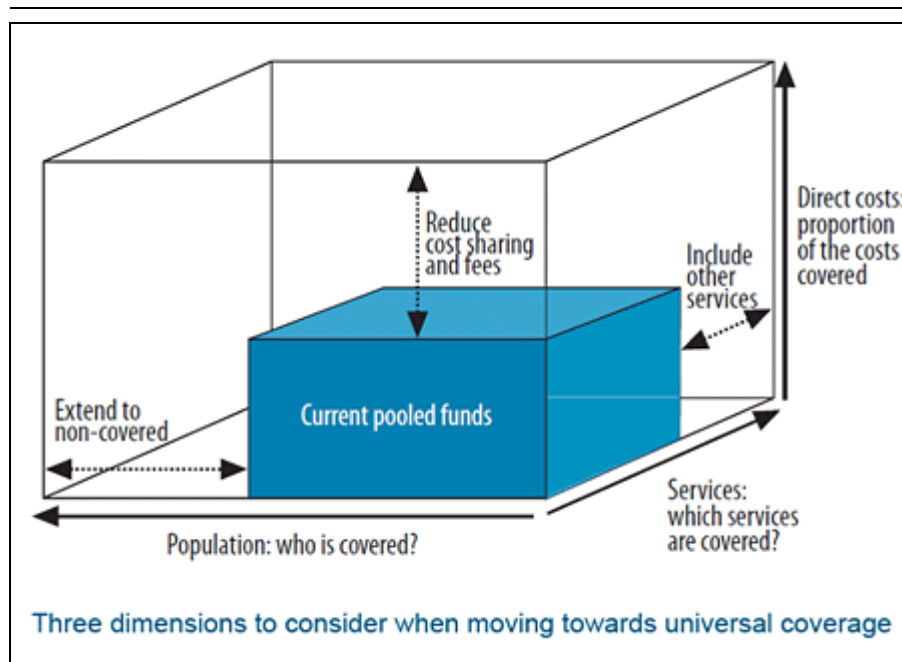 Reduce
cost sharing
and fees
Include
other
services
Direct costs:
proportion
of the costs
covered
Extend to
non-covered
Current pooled funds
Services:
which services
are covered?
Population: who is covered?
Three dimensions to consider when moving towards universal coverage